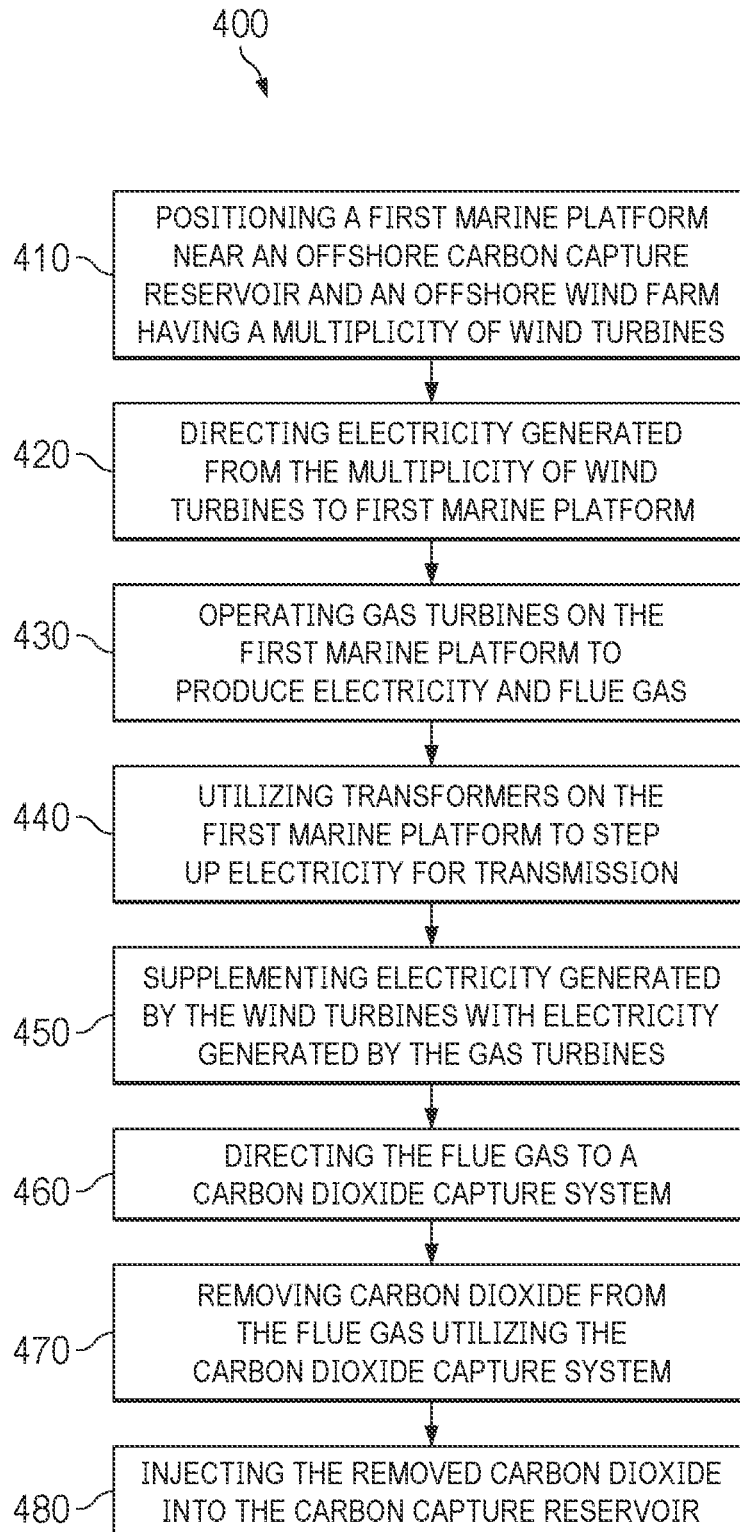 400
410
POSITIONING A FIRST MARINE PLATFORM
NEAR AN OFFSHORE CARBON CAPTURE
RESERVOIR AND AN OFFSHORE WIND FARM
HAVING A MULTIPLICITY OF WIND TURBINES
420
DIRECTING ELECTRICITY GENERATED
FROM THE MULTIPLICITY OF WIND
TURBINES TO FIRST MARINE PLATFORM
430
OPERATING GAS TURBINES ON THE
FIRST MARINE PLATFORM TO
PRODUCE ELECTRICITY AND FLUE GAS
440
UTILIZING TRANSFORMERS ON THE
FIRST MARINE PLATFORM TO STEP
UP ELECTRICITY FOR TRANSMISSION
450
SUPPLEMENTING ELECTRICITY GENERATED
BY THE WIND TURBINES WITH ELECTRICITY
GENERATED BY THE GAS TURBINES
460
DIRECTING THE FLUE GAS TO A
CARBON DIOXIDE CAPTURE SYSTEM
470
REMOVING CARBON DIOXIDE FROM
THE FLUE GAS UTILIZING THE
CARBON DIOXIDE CAPTURE SYSTEM
480
INJECTING THE REMOVED CARBON DIOXIDE
INTO THE CARBON CAPTURE RESERVOIR